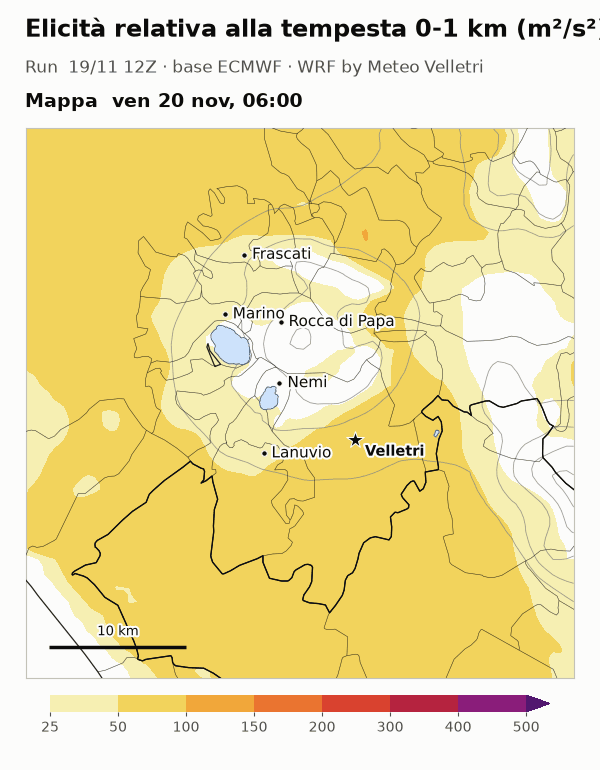 Elicità relativa alla tempesta 0-1 km (m²/s²)
Run 19/11 12Z · base ECMWF · WRF by Meteo Velletri
Mappa ven 20 nov, 06:00
Frascati
Marino
Rocca di Papa
Nemi
Velletri
Lanuvio
10 km
25 50 100 150 200 300 400 500